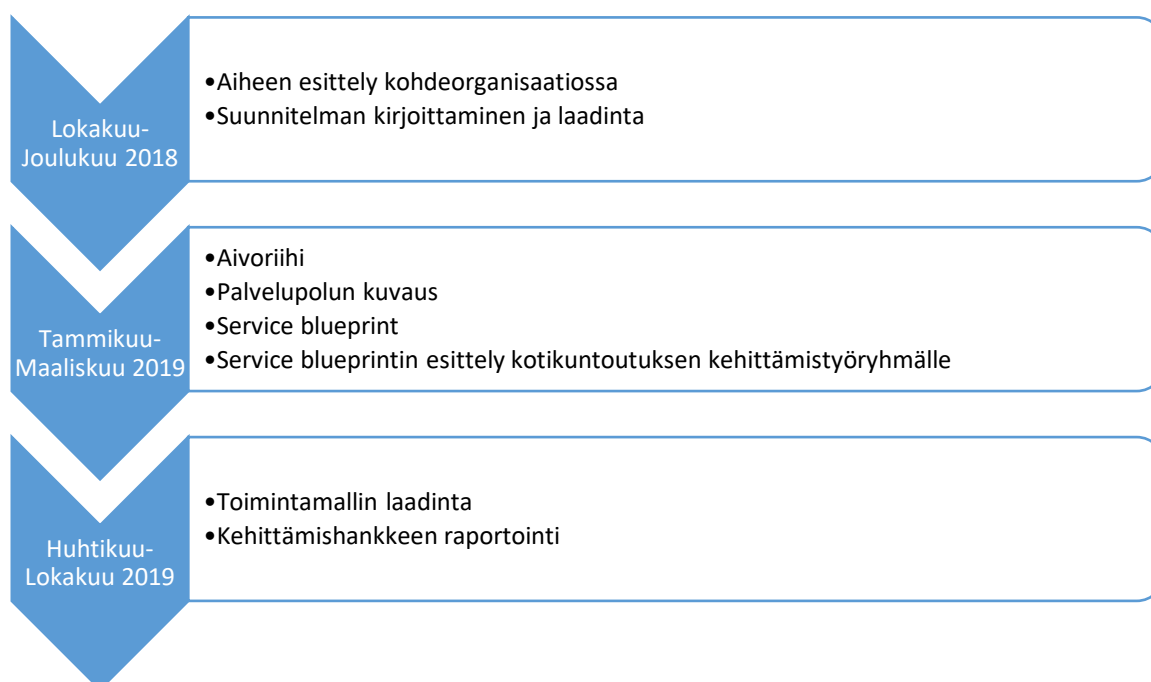 Lokakuu-
Joulukuu 2018
•Aiheen esittely kohdeorganisaatiossa
•Suunnitelman kirjoittaminen ja laadinta
Tammikuu-
Maaliskuu 2019
•Aivoriihi
•Palvelupolun kuvaus
•Service blueprint
•Service blueprintin esittely kotikuntoutuksen kehittämistyöryhmälle
Huhtikuu-
Lokakuu 2019
•Toimintamallin laadinta
•Kehittämishankkeen raportointi